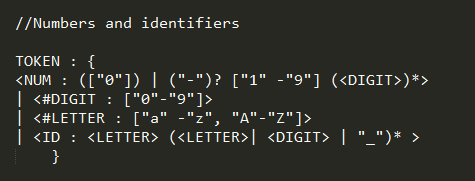 //Numbers and identifiers
TOKEN : {
<NUM : (["0"]) | ("-")? ["1" -"9"] (<DIGIT>)*>
| <#DIGIT : ["0"-"9"]>
| <#LETTER : ["a" -"z", "A"-"Z"]>
| <ID : <LETTER> (<LETTER>| <DIGIT> | "_")* >
}